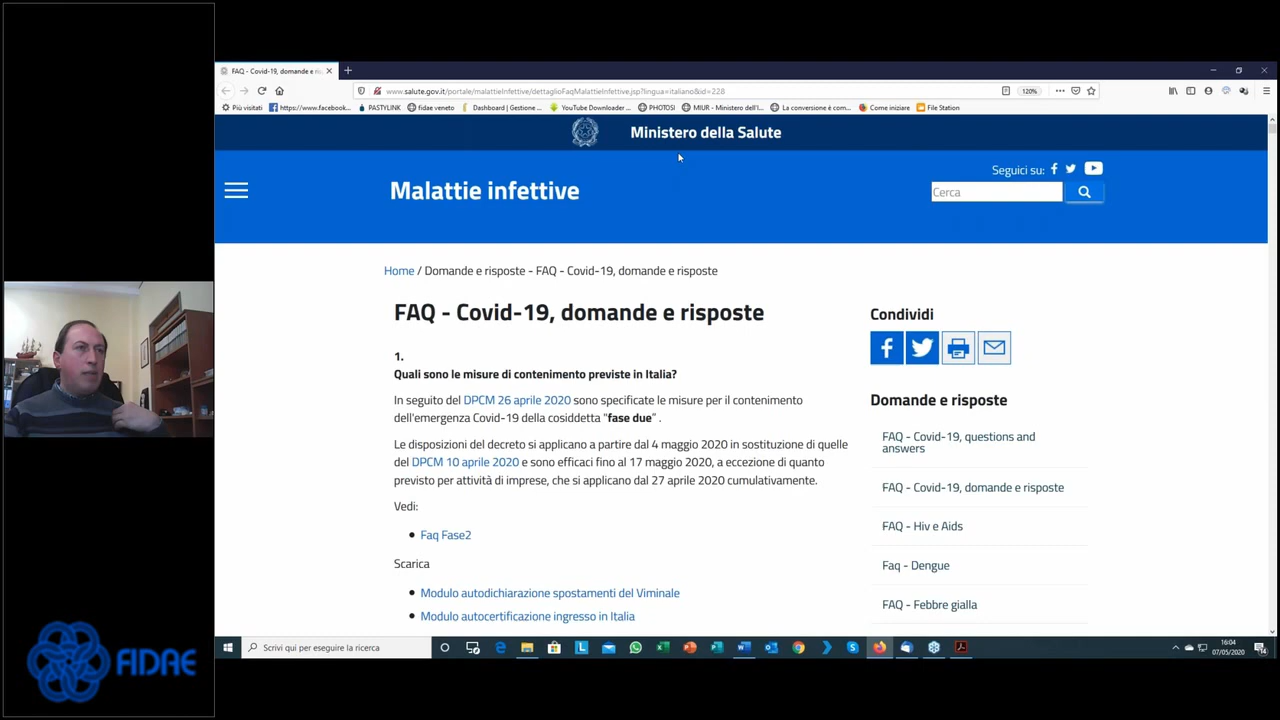 FAQ - Covid-19, domande e ris
www.salute.gov.it/portale/malattieInfettive/dettaglioFaqMalattieInfettive.jsp?lingua=italiano&id=228
120%
Più visitati
https://www.facebook...
PASTYLINK
fidae veneto
Dashboard | Gestione ...
YouTube Downloader ...
PHOTOSI
MIUR - Ministero dell'I...
La conversione è com...
Come iniziare
File Station
Ministero della Salute
Malattie infettive
Seguici su:
Cerca
Home / Domande e risposte - FAQ - Covid-19, domande e risposte
FAQ - Covid-19, domande e risposte
1.
Quali sono le misure di contenimento previste in Italia?
In seguito del DPCM 26 aprile 2020 sono specificate le misure per il contenimento
dell'emergenza Covid-19 della cosiddetta "fase due" .
Le disposizioni del decreto si applicano a partire dal 4 maggio 2020 in sostituzione di quelle
del DPCM 10 aprile 2020 e sono efficaci fino al 17 maggio 2020, a eccezione di quanto
previsto per attività di imprese, che si applicano dal 27 aprile 2020 cumulativamente.
Vedi:
Faq Fase2
Scarica
Modulo autodichiarazione spostamenti del Viminale
Modulo autocertificazione ingresso in Italia
Condividi
Domande e risposte
FAQ - Covid-19, questions and
answers
FAQ - Covid-19, domande e risposte
FAQ - Hiv e Aids
Faq - Dengue
FAQ - Febbre gialla
Scrivi qui per eseguire la ricerca
16:04
07/05/2020
FIDAE